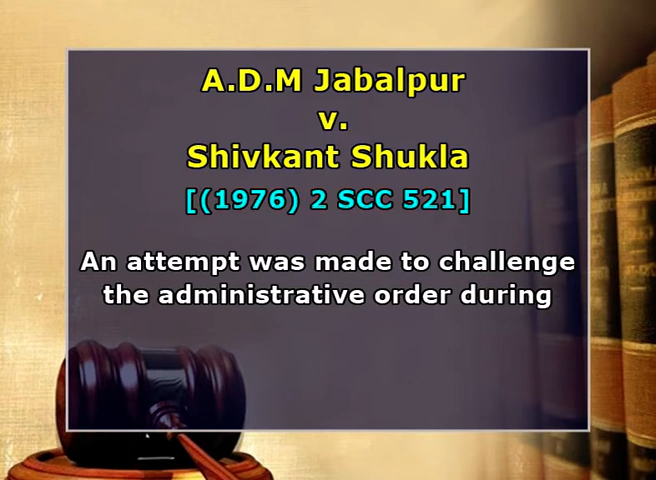 A.D.M Jabalpur
v.
Shivkant Shukla
[(1976) 2 SCC 521]
An attempt was made to challenge
the administrative order during